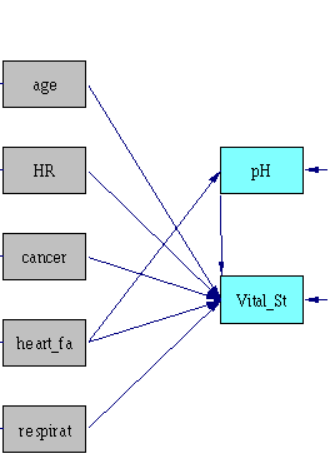 age
HR
pH
cancer
Vital_St
heart_fa
respirat